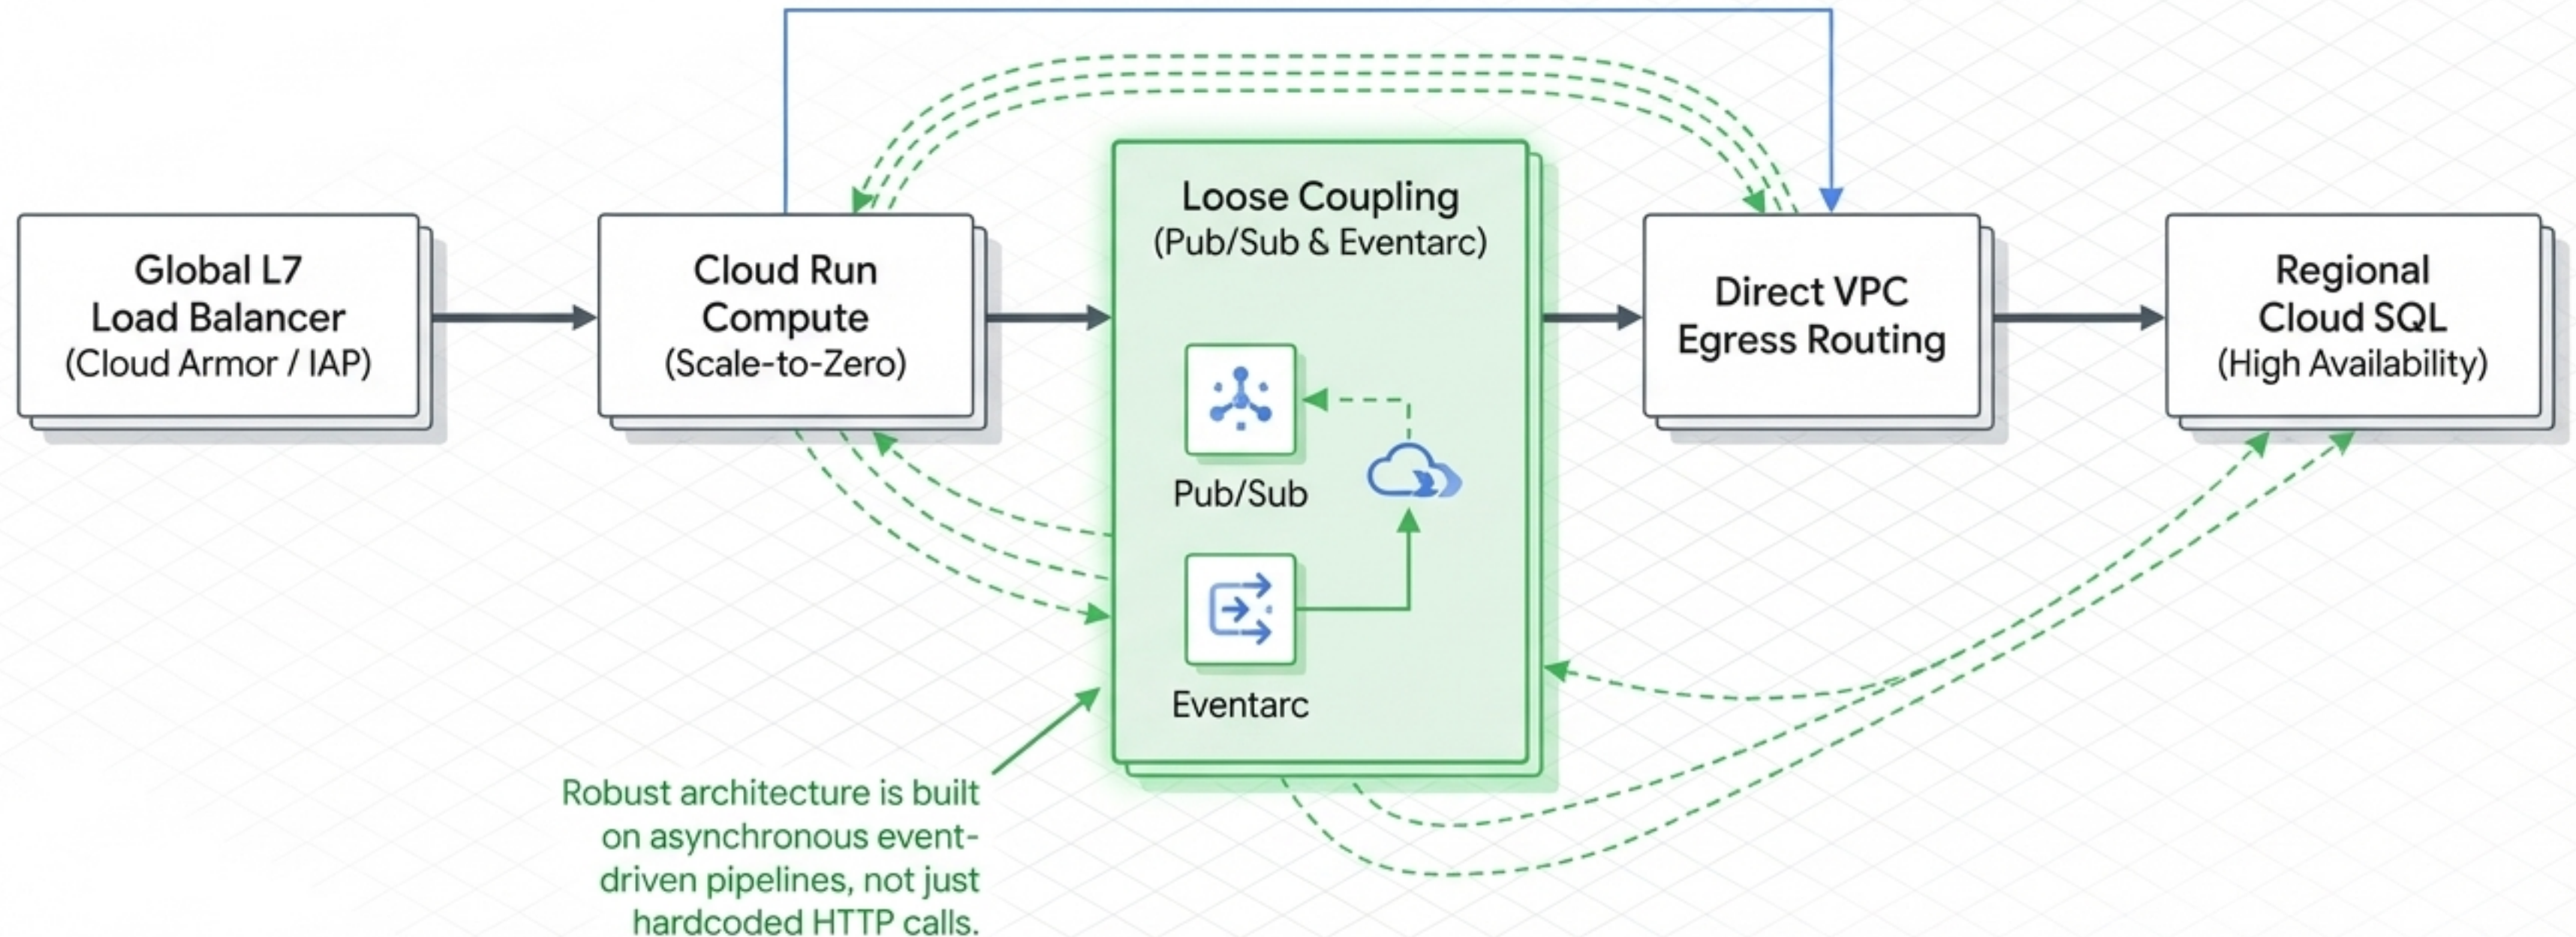 Global L7
Load Balancer
(Cloud Armor / IAP)
Cloud Run
Compute
(Scale-to-Zero)
Loose Coupling
(Pub/Sub & Eventarc)
Pub/Sub
Eventarc
Direct VPC
Egress Routing
Regional
Cloud SQL
(High Availability)
Robust architecture is built
on asynchronous event-
driven pipelines, not just
hardcoded HTTP calls.